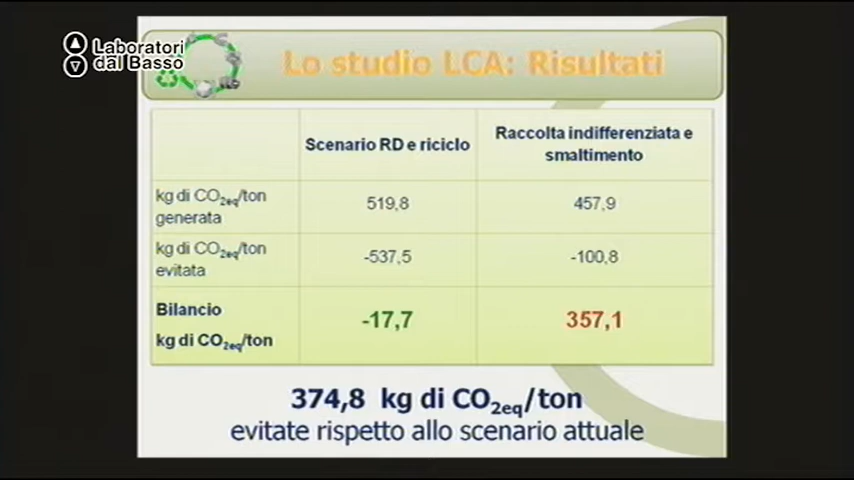 Laboratori
dal Basso
Lo studio LCA: Risultati
Scenario RD e riciclo
Raccolta indifferenziata e
smaltimento
kg di CO2eq/ton
generata
519,8
457,9
kg di CO2eq/ton
evitata
-537,5
-100,8
Bilancio
kg di CO2eq/ton
-17,7
357,1
374,8 kg di CO2eq/ton
evitate rispetto allo scenario attuale